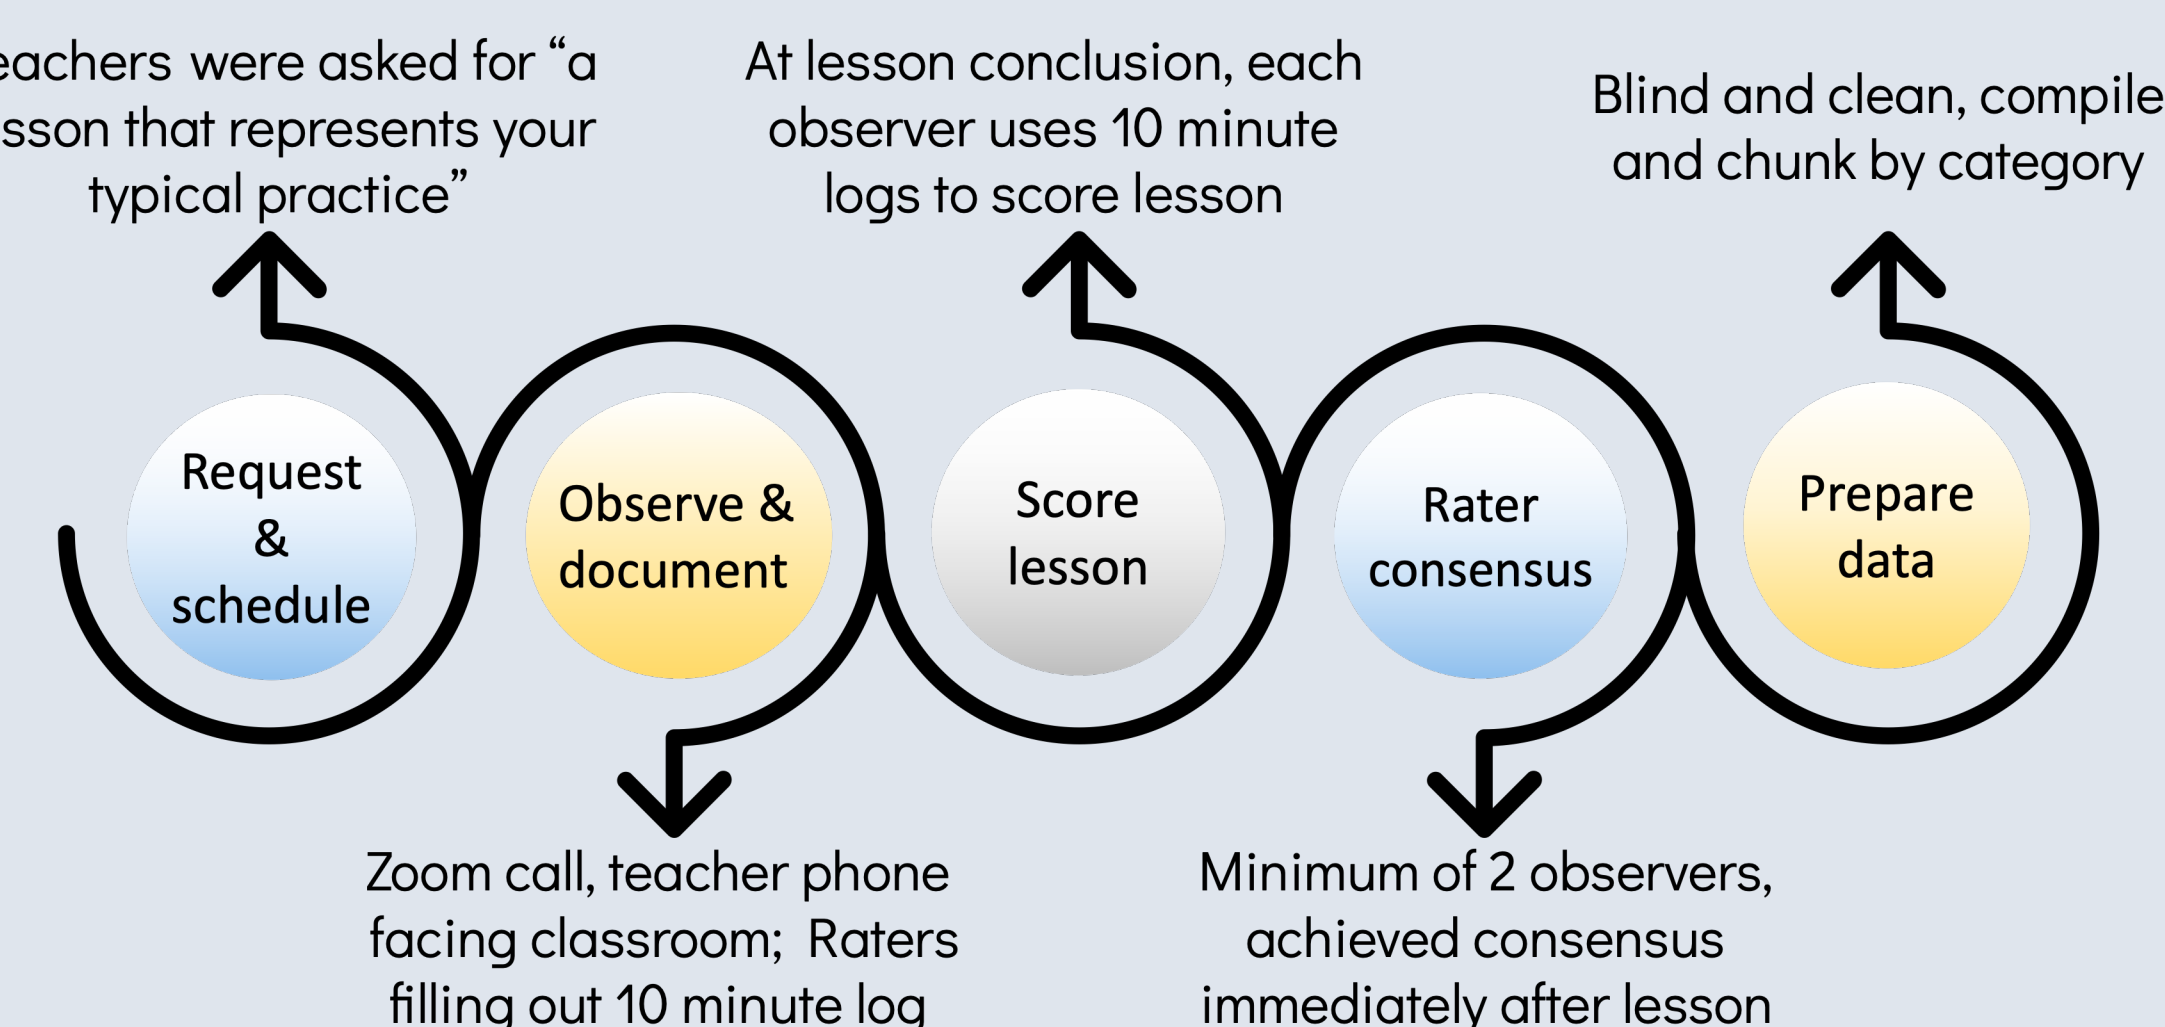 eachers were asked for “a
sson that represents your
typical practice”
At lesson conclusion, each
observer uses 10 minute
logs to score lesson
Blind and clean, compile
and chunk by category
Request
&
schedule
Observe &
document
Score
lesson
Rater
consensus
Prepare
data
Zoom call, teacher phone
facing classroom; Raters
filling out 10 minute log
Minimum of 2 observers,
achieved consensus
immediately after lesson